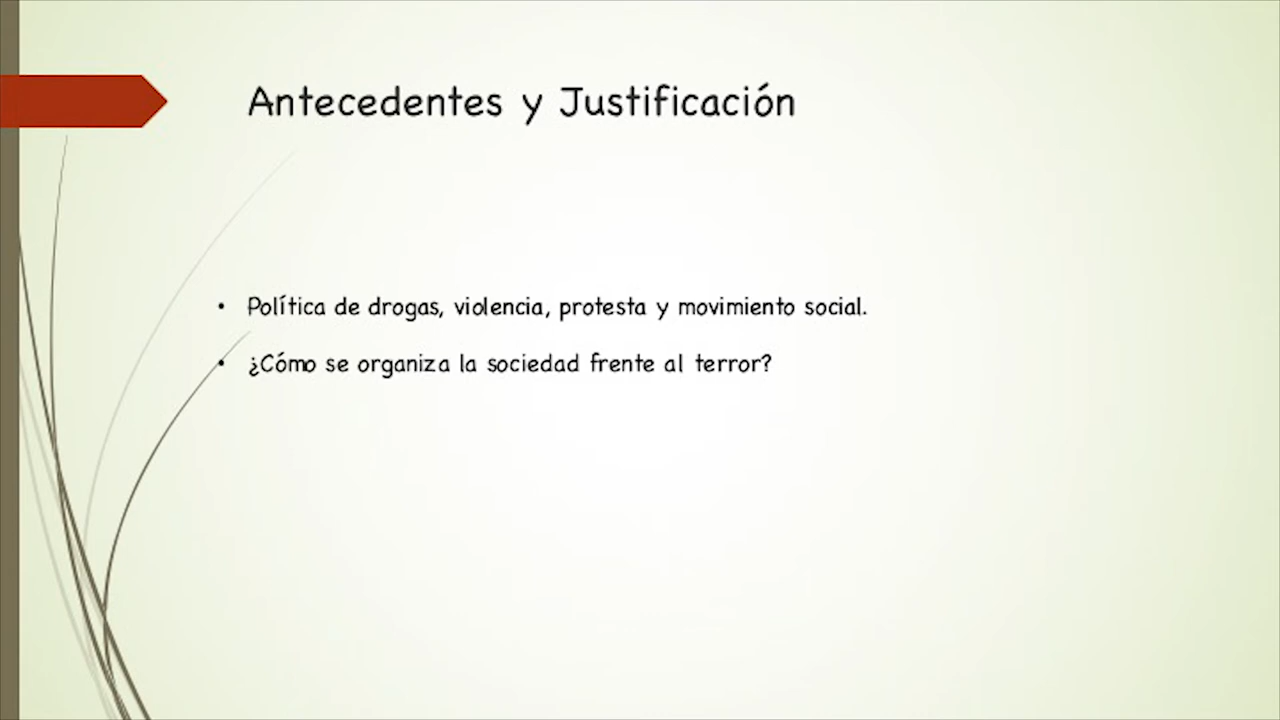 Antecedentes y Justificación
• Política de drogas, violencia, protesta y movimiento social.
• ¿Cómo se organiza la sociedad frente al terror?